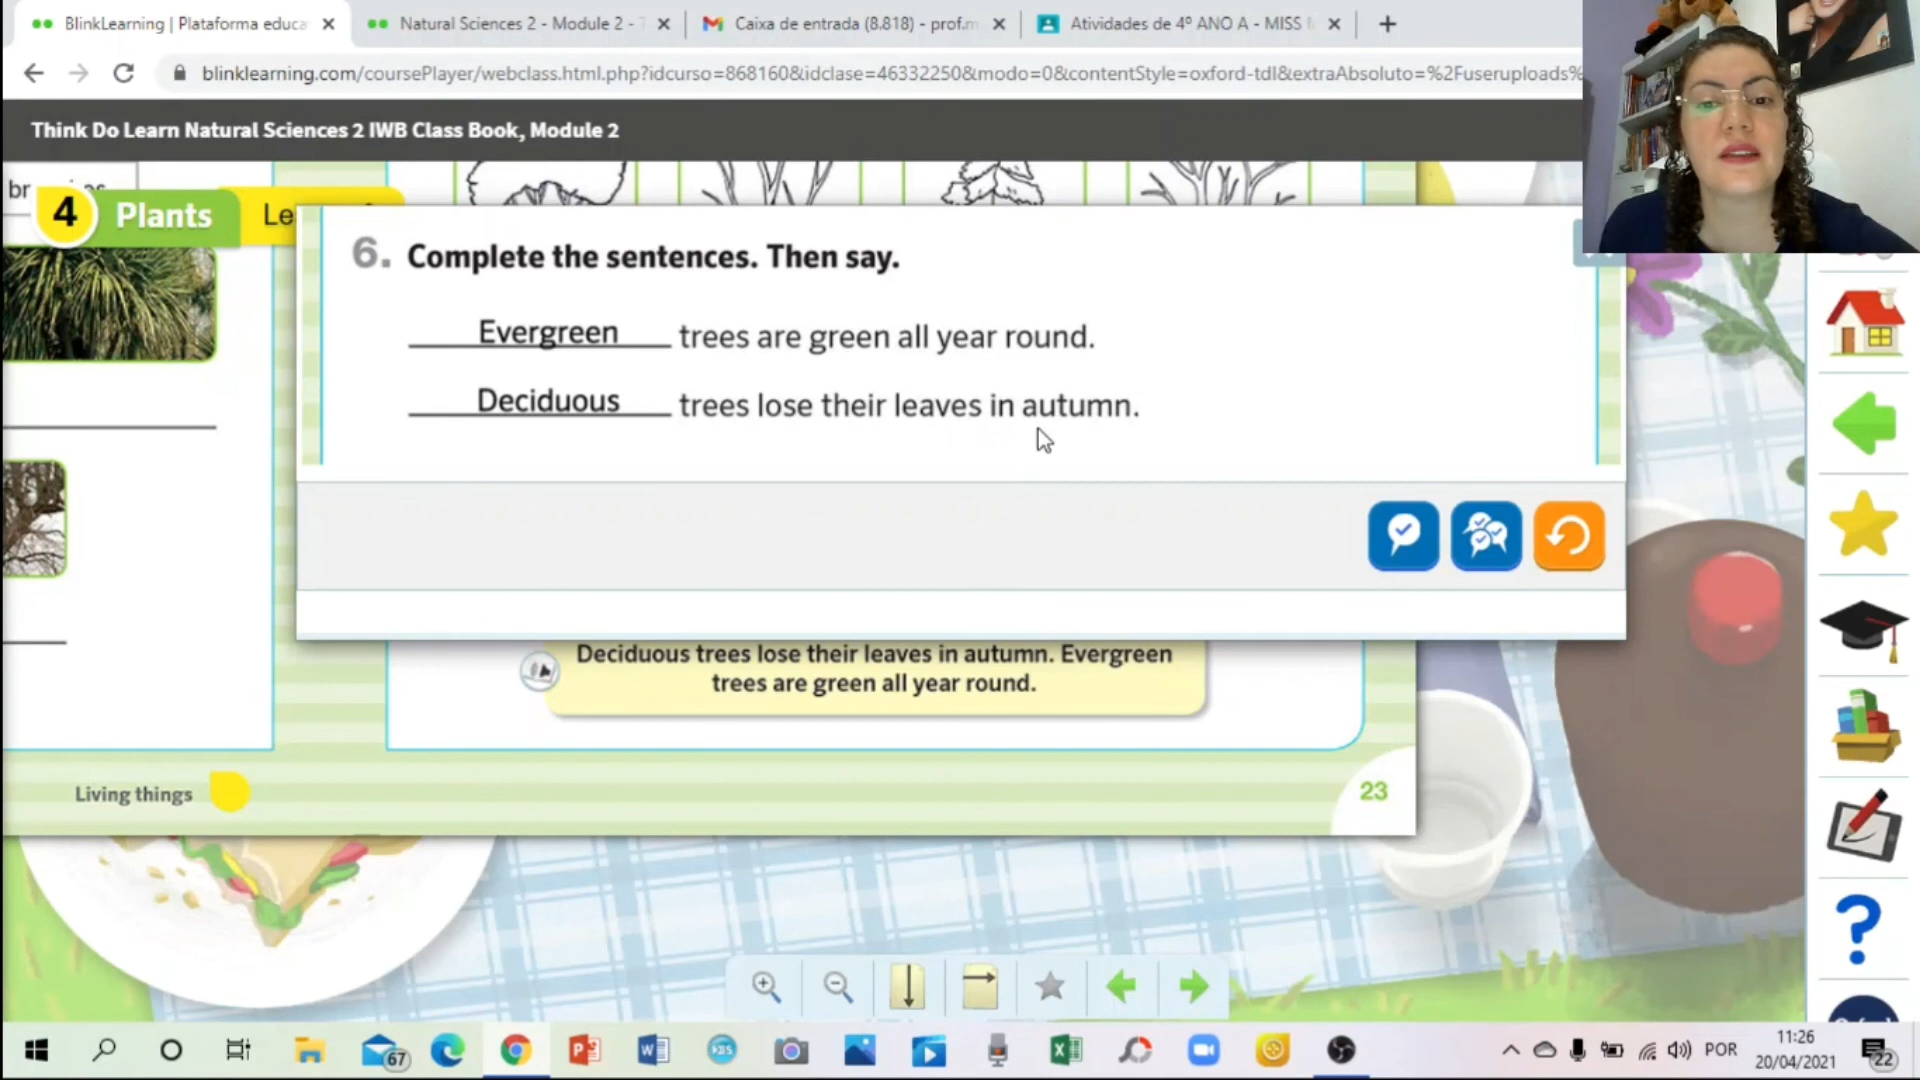 BlinkLearning | Plataforma educa
Natural Sciences 2 - Module 2 - T
Caixa de entrada (8.818) - prof.m
Atividades de 4º ANO A - MISS
blinklearning.com/coursePlayer/webclass.html.php?idcurso=868160&idclase=46332250&modo=0&contentStyle=oxford-tdl&extraAbsoluto=%2Fuseruploads%
Think Do Learn Natural Sciences 2 IWB Class Book, Module 2
4 Plants Le
6. Complete the sentences. Then say.
Evergreen trees are green all year round.
Deciduous trees lose their leaves in autumn.
Deciduous trees lose their leaves in autumn. Evergreen
trees are green all year round.
Living things
23
67
POR
11:26
20/04/2021
22